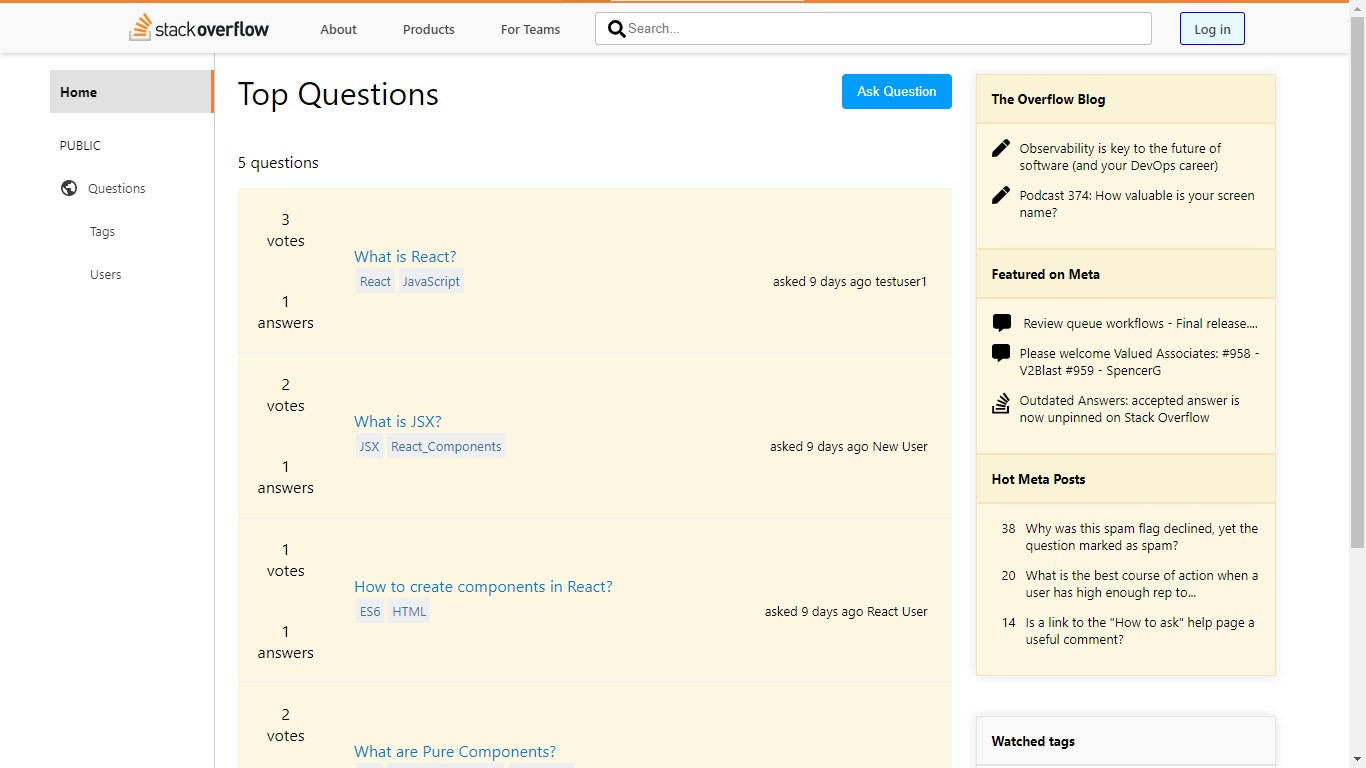 stackoverflow
About
Products
For Teams
Search...
Log in
Home
PUBLIC
Questions
Tags
Users
Top Questions
Ask Question
5 questions
3
votes
What is React?
React JavaScript
asked 9 days ago testuser1
1
answers
2
votes
What is JSX?
JSX React_Components
asked 9 days ago New User
1
answers
1
votes
How to create components in React?
ES6 HTML
asked 9 days ago React User
1
answers
2
votes
What are Pure Components?
The Overflow Blog
Observability is key to the future of
software (and your DevOps career)
Podcast 374: How valuable is your screen
name?
Featured on Meta
Review queue workflows - Final release....
Please welcome Valued Associates: #958 -
V2Blast #959 - SpencerG
Outdated Answers: accepted answer is
now unpinned on Stack Overflow
Hot Meta Posts
38 Why was this spam flag declined, yet the
question marked as spam?
20 What is the best course of action when a
user has high enough rep to...
14 Is a link to the "How to ask" help page a
useful comment?
Watched tags